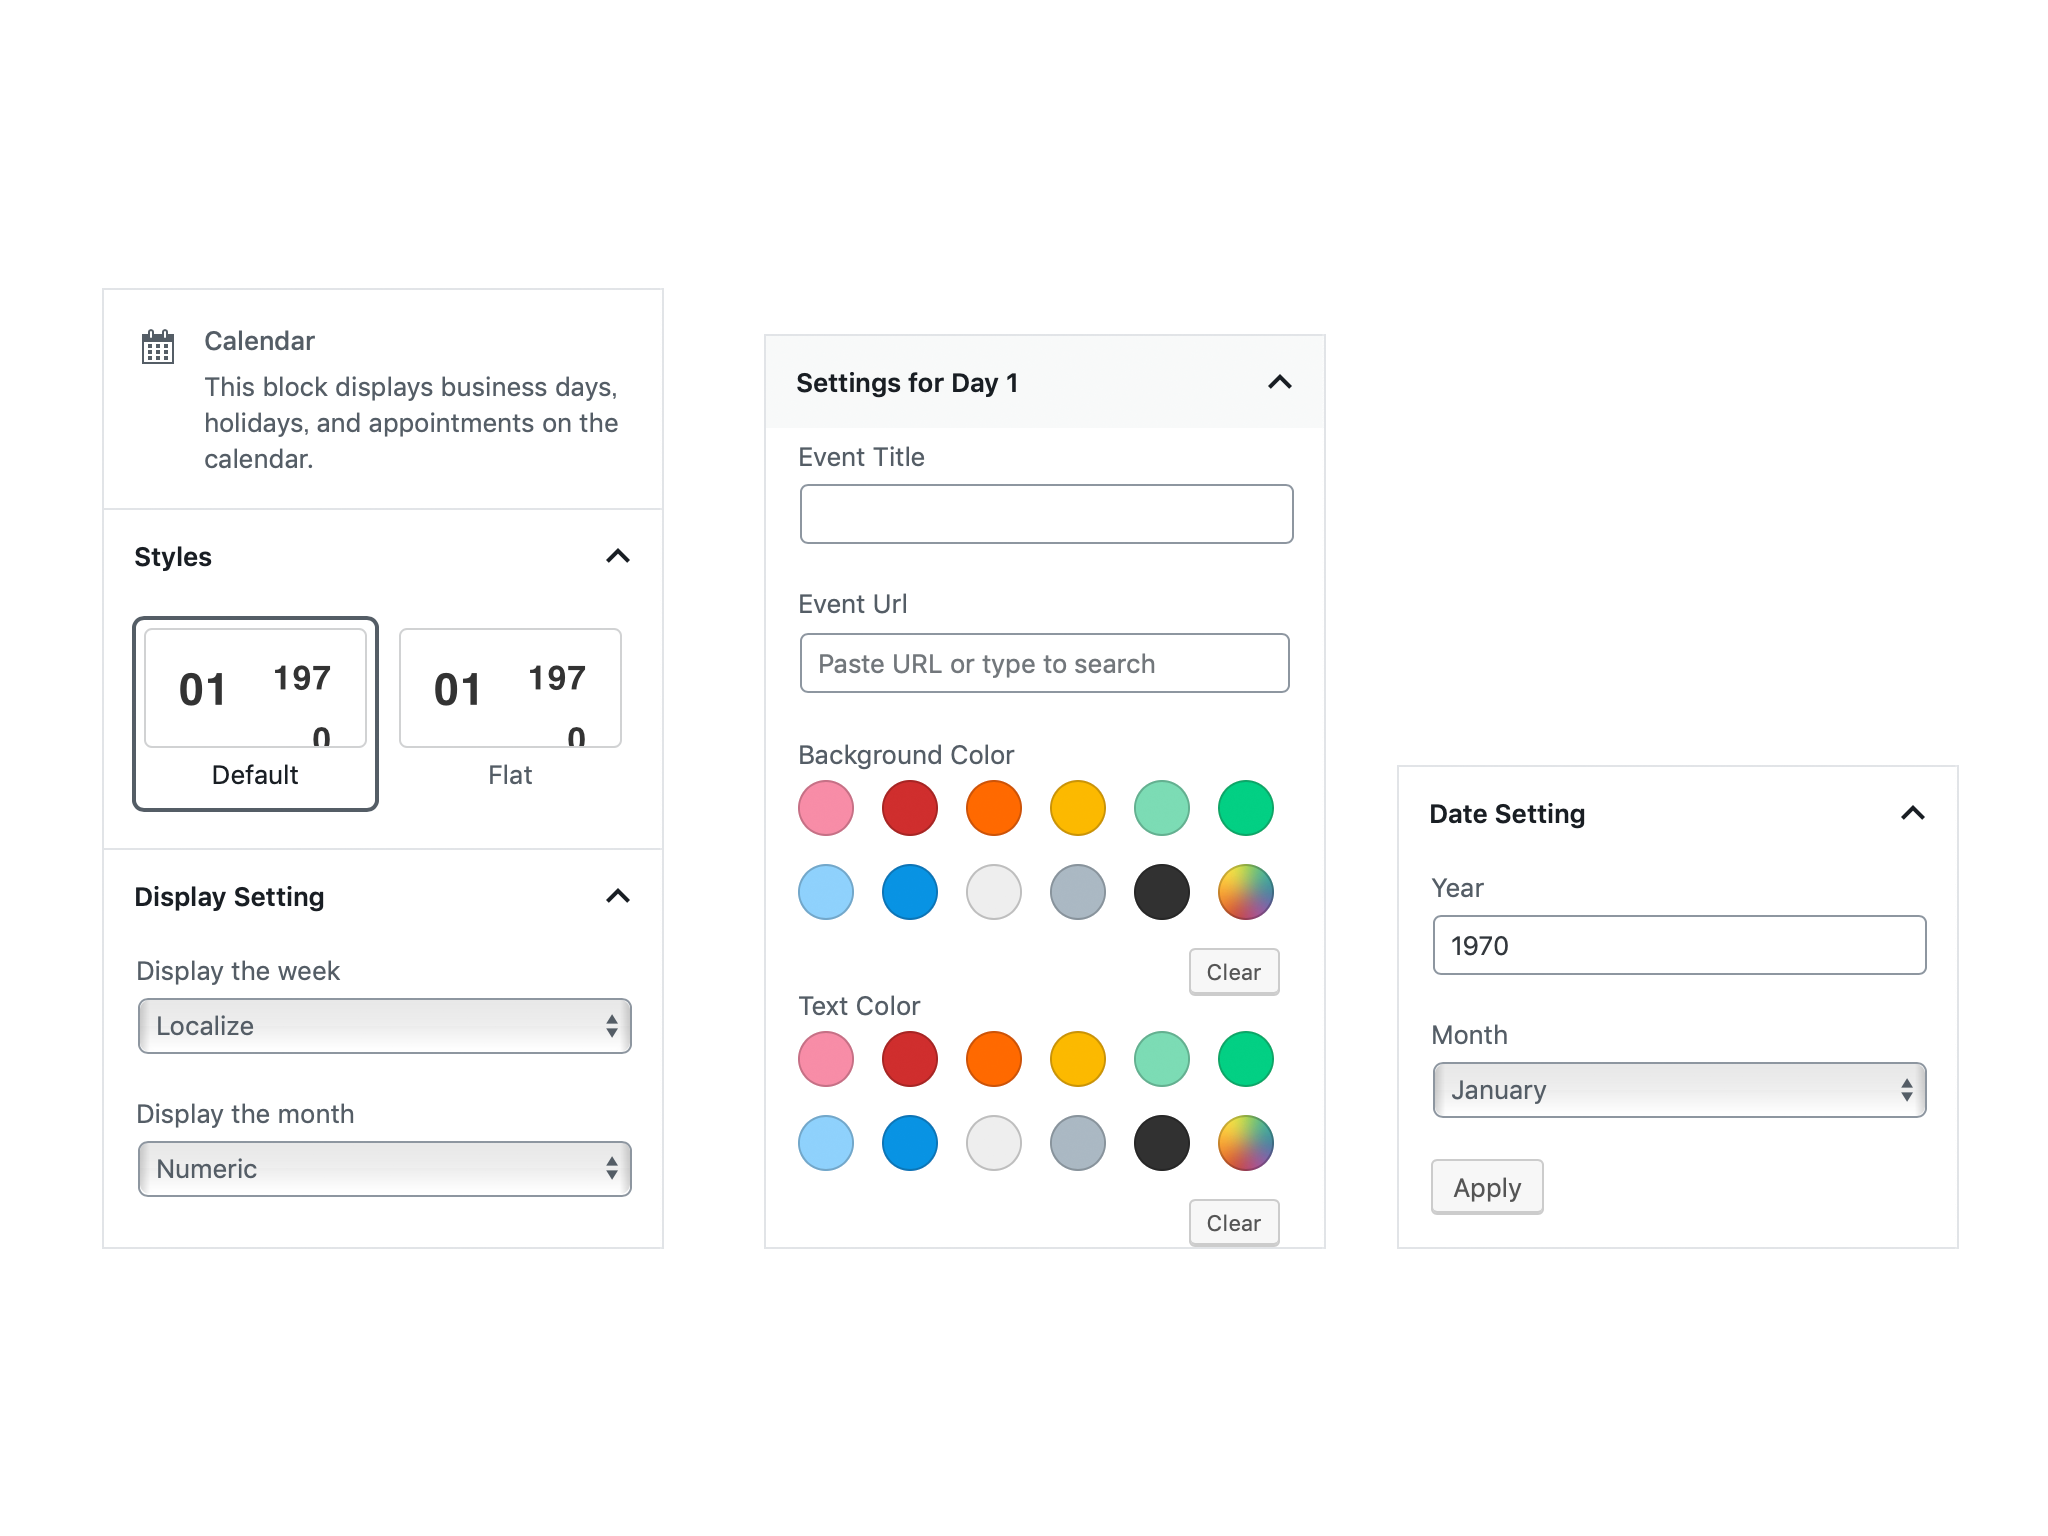 Calendar
This block displays business days,
holidays, and appointments on the
calendar.
Styles
01 197
0
Default
01 197
0
Flat
Display Setting
Display the week
Localize
Display the month
Numeric
Settings for Day 1
Event Title
Event Url
Paste URL or type to search
Background Color
Clear
Text Color
Clear
Date Setting
Year
1970
Month
January
Apply